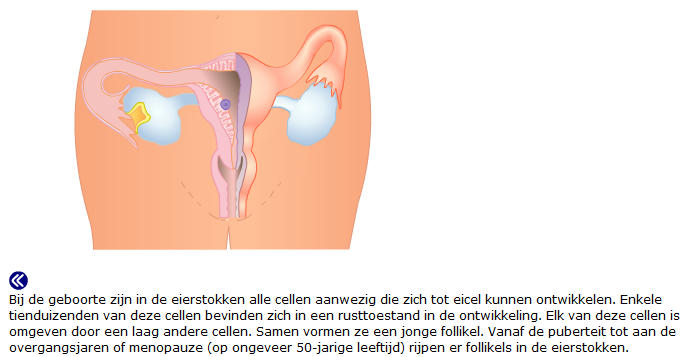 Bij de geboorte zijn in de eierstokken alle cellen aanwezig die zich tot eicel kunnen ontwikkelen. Enkele
tienduizenden van deze cellen bevinden zich in een rusttoestand in de ontwikkeling. Elk van deze cellen is
omgeven door een laag andere cellen. Samen vormen ze een jonge follikel. Vanaf de puberteit tot aan de
overgangsjaren of menopauze (op ongeveer 50-jarige leeftijd) rijpen er follikels in de eierstokken.